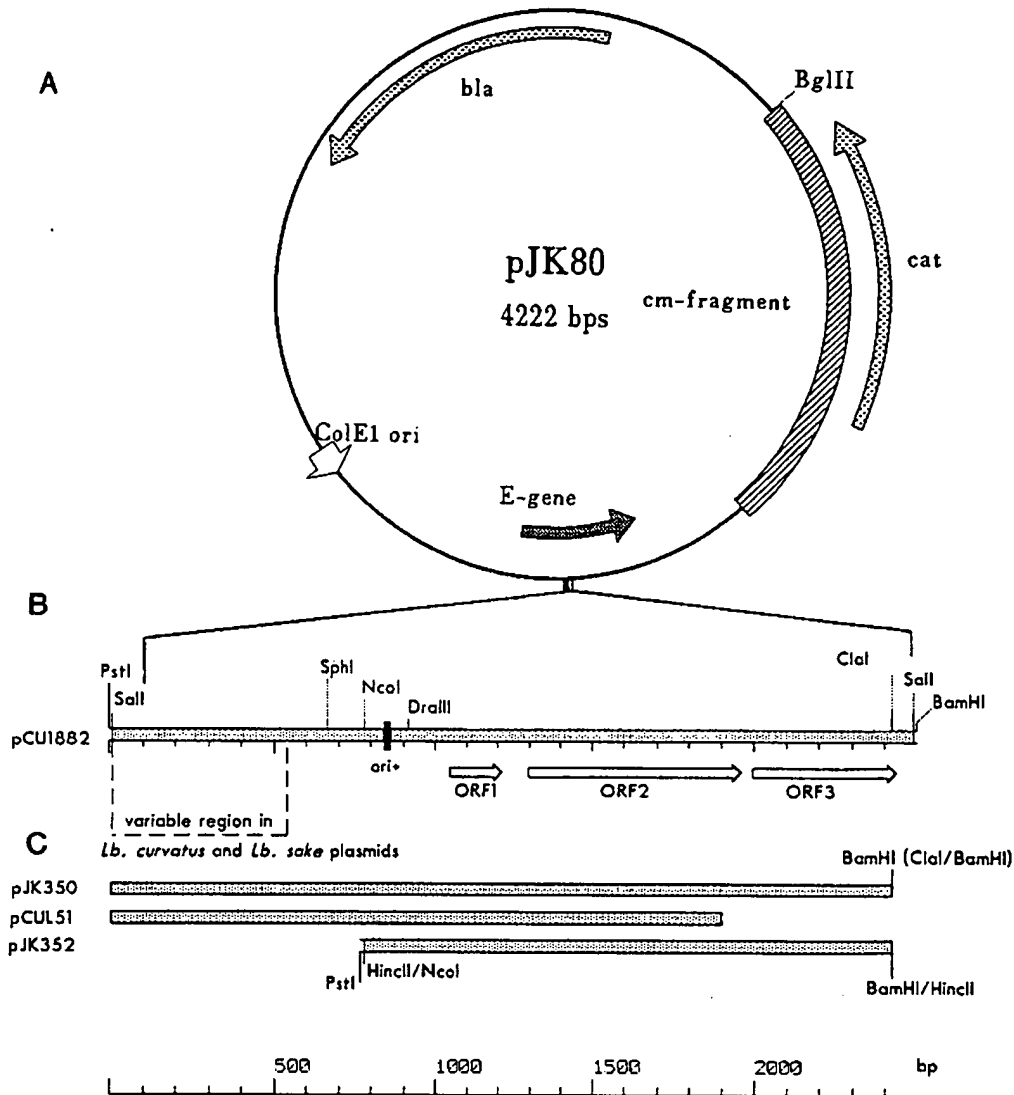 A
bla
BglII
cat
pJK80
4222 bps
cm-fragment
ColE1 ori
E-gene
B
PstI
SalI
SphI
NcoI
DraIII
ClaI
SalI
BamHI
pCU1882
ori+
ORF1
ORF2
ORF3
variable region in
Lb. curvatus and Lb. sake plasmids
C
BamHI (ClaI/BamHI)
pJK350
pCUL51
pJK352
PstI
HincII/NcoI
BamHI/HincII
500 1000 1500 2000 bp